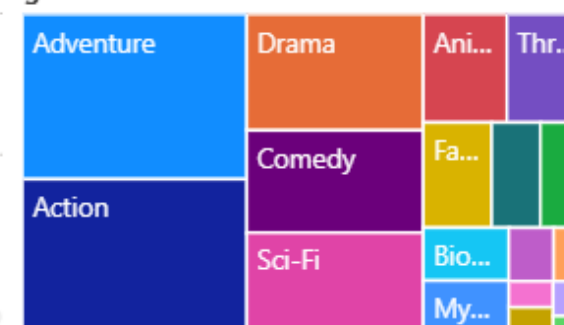 Adventure
Drama
Ani...
Thr...
Comedy
Fa...
Action
Sci-Fi
Bio...
My...